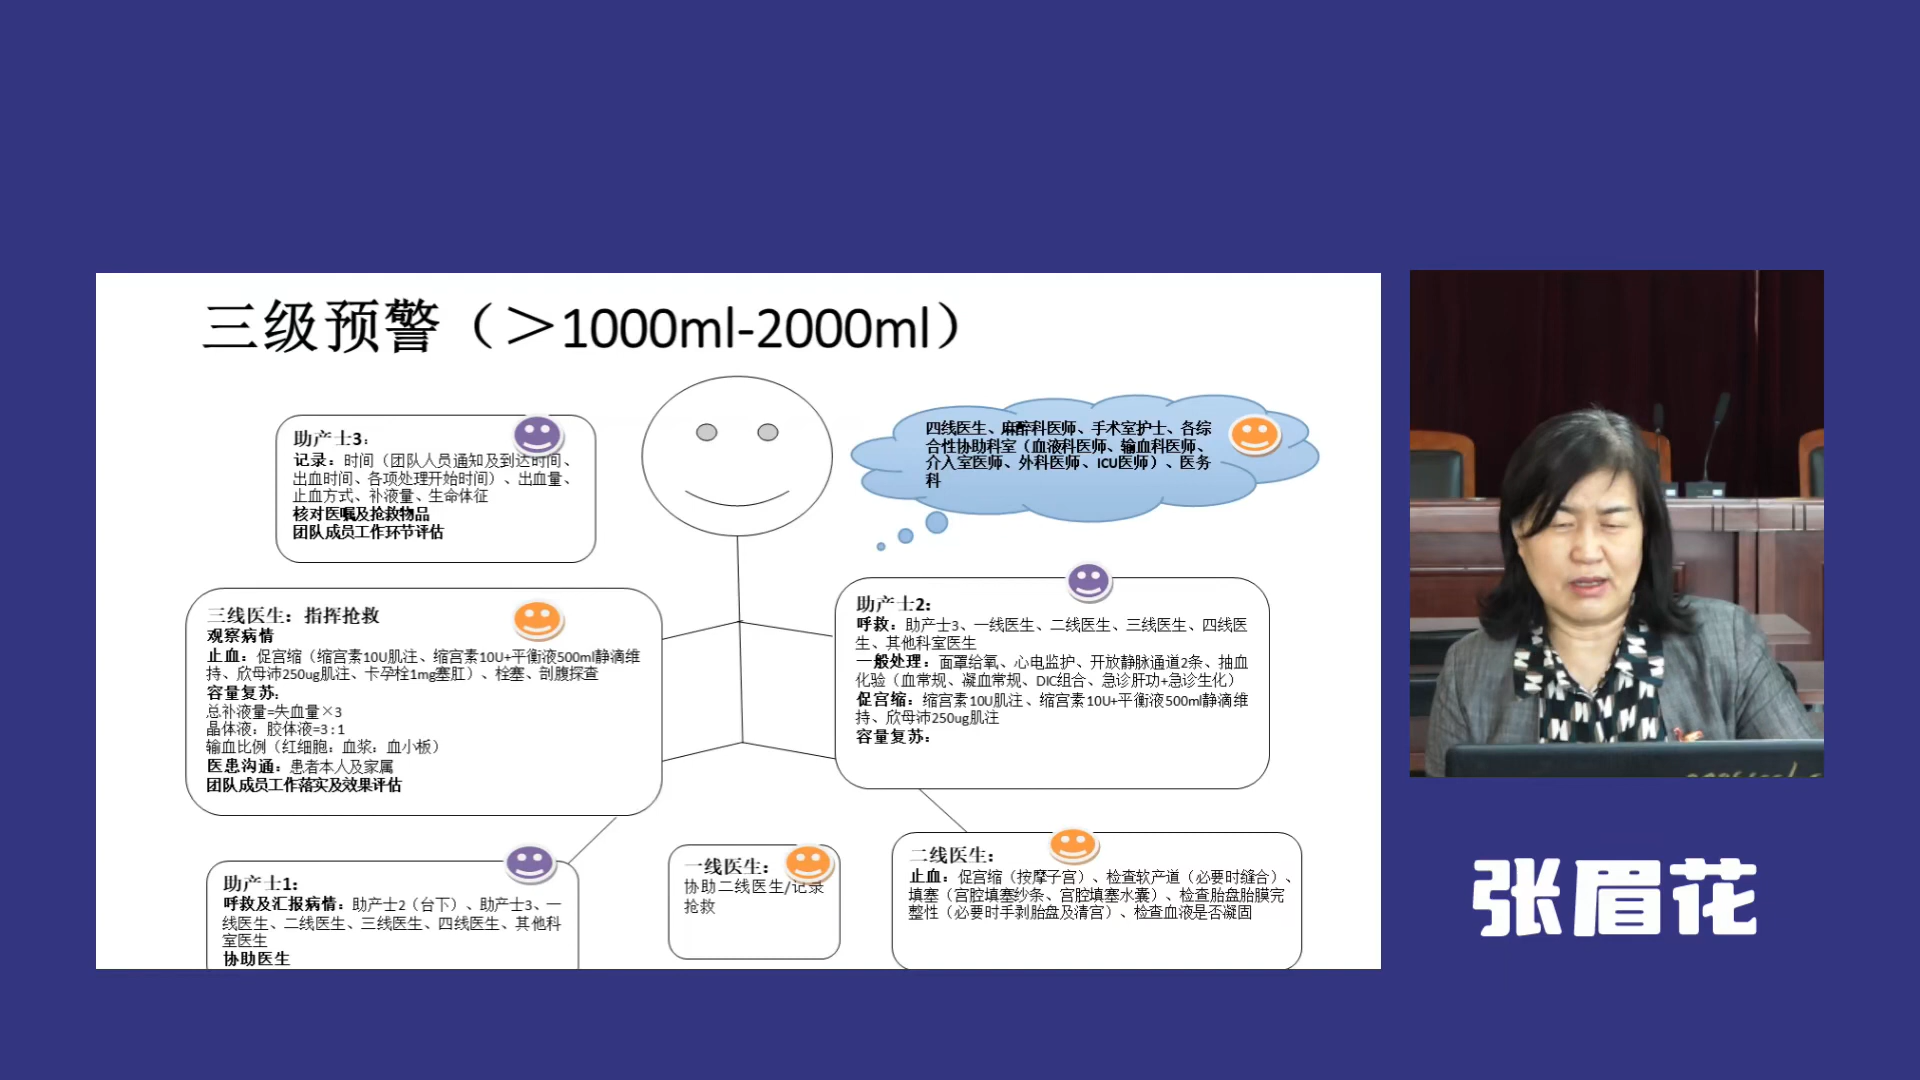 三级预警（＞1000ml-2000ml）
助产士3：
记录：时间（团队人员通知及到达时间、
出血时间、各项处理开始时间）、出血量、
止血方式、补液量、生命体征
核对医嘱及抢救物品
团队成员工作环节评估
四线医生、麻醉科医师、手术室护士、各综
合性协助科室（血液科医师、输血科医师、
介入室医师、外科医师、ICU医师）、医务
科
三线医生：指挥抢救
观察病情
止血：促宫缩（缩宫素10U肌注、缩宫素10U+平衡液500ml静滴维
持、欣母沛250ug肌注、卡孕栓1mg塞肛）、栓塞、剖腹探查
容量复苏：
总补液量=失血量×3
晶体液：胶体液=3:1
输血比例（红细胞：血浆：血小板）
医患沟通：患者本人及家属
团队成员工作落实及效果评估
助产士2：
呼救：助产士3、一线医生、二线医生、三线医生、四线医
生、其他科室医生
一般处理：面罩给氧、心电监护、开放静脉通道2条、抽血
化验（血常规、凝血常规、DIC组合、急诊肝功+急诊生化）
促宫缩：缩宫素10U肌注、缩宫素10U+平衡液500ml静滴维
持、欣母沛250ug肌注
容量复苏：
助产士1：
呼救及汇报病情：助产士2（台下）、助产士3、一
线医生、二线医生、三线医生、四线医生、其他科
室医生
协助医生
一线医生：
协助二线医生/记录
抢救
二线医生：
止血：促宫缩（按摩子宫）、检查软产道（必要时缝合）、
填塞（宫腔填塞纱条、宫腔填塞水囊）、检查胎盘胎膜完
整性（必要时手剥胎盘及清宫）、检查血液是否凝固
张眉花